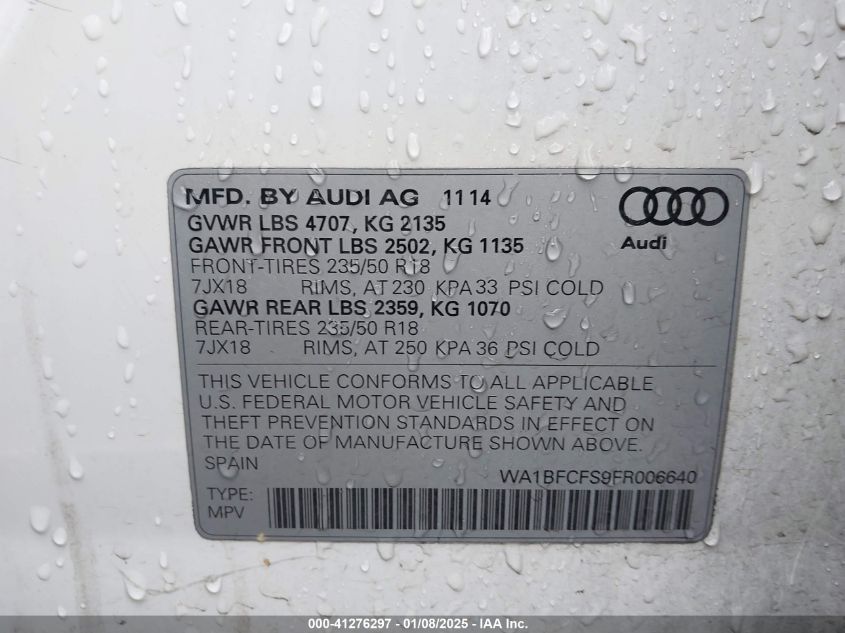 MFD. BY AUDI AG 11 14
GVWR LBS 4707, KG 2135
GAWR FRONT LBS 2502, KG 1135
FRONT-TIRES 235/50 R18
7JX18 RIMS, AT 230 KPA 33 PSI COLD
GAWR REAR LBS 2359, KG 1070
REAR-TIRES 235/50 R18
7JX18 RIMS, AT 250 KPA 36 PSI COLD
Audi
THIS VEHICLE CONFORMS TO ALL APPLICABLE
U.S. FEDERAL MOTOR VEHICLE SAFETY AND
THEFT PREVENTION STANDARDS IN EFFECT ON
THE DATE OF MANUFACTURE SHOWN ABOVE.
SPAIN
WA1BFCFS9FR006640
TYPE:
MPV
000-41276297 - 01/08/2025 - IAA Inc.